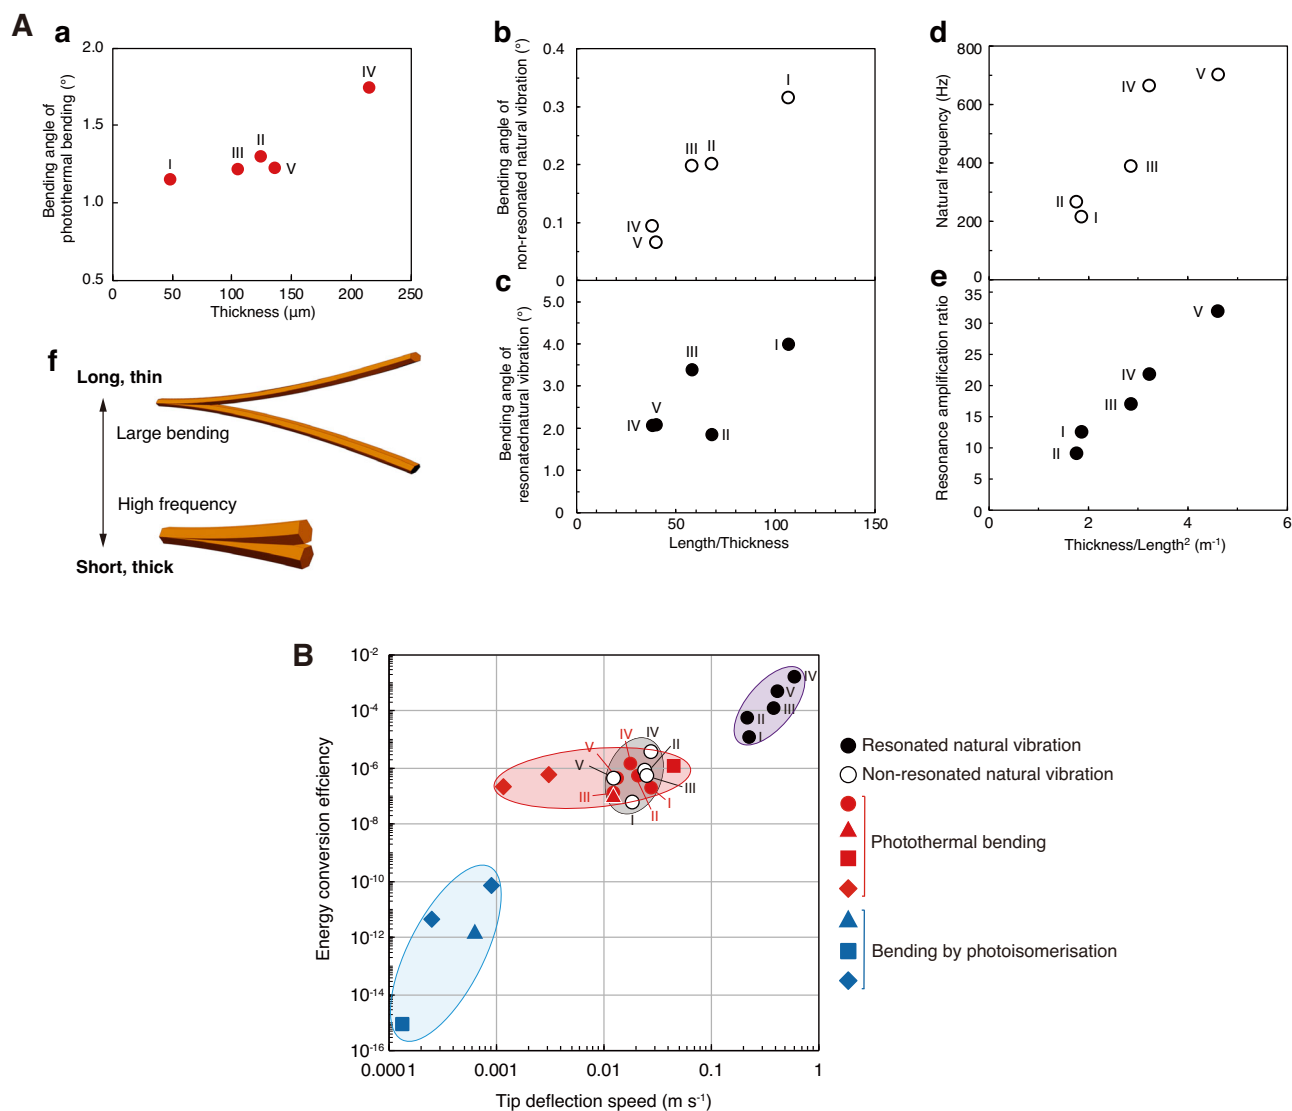 A
a
2.0
1.5
1.0
0.5
Bending angle of
photothermal bending (°)
I
III
II
V
IV
0
50
100
150
200
250
Thickness (μm)
b
0.4
0.3
0.2
0.1
0
Bending angle of
non-resonated natural vibration (°)
I
III
II
IV
V
c
5.0
4.0
3.0
2.0
1.0
0
Bending angle of
resonatednatural vibration (°)
I
III
V
IV
II
0
50
100
150
Length/Thickness
d
800
600
400
200
0
Natural frequency (Hz)
V
IV
III
II
I
e
35
30
25
20
15
10
5
0
Resonance amplification ratio
V
IV
III
I
II
0
2
4
6
Thickness/Length² (m⁻¹)
f
Long, thin
Large bending
High frequency
Short, thick
B
10⁻²
10⁻⁴
10⁻⁶
10⁻⁸
10⁻¹⁰
10⁻¹²
10⁻¹⁴
10⁻¹⁶
Energy conversion effciency
IV
V
III
II
I
IV
IV
V
II
V
III
III
I
II
I
0.0001
0.001
0.01
0.1
1
Tip deflection speed (m s⁻¹)
Resonated natural vibration
Non-resonated natural vibration
Photothermal bending
Bending by photoisomerisation